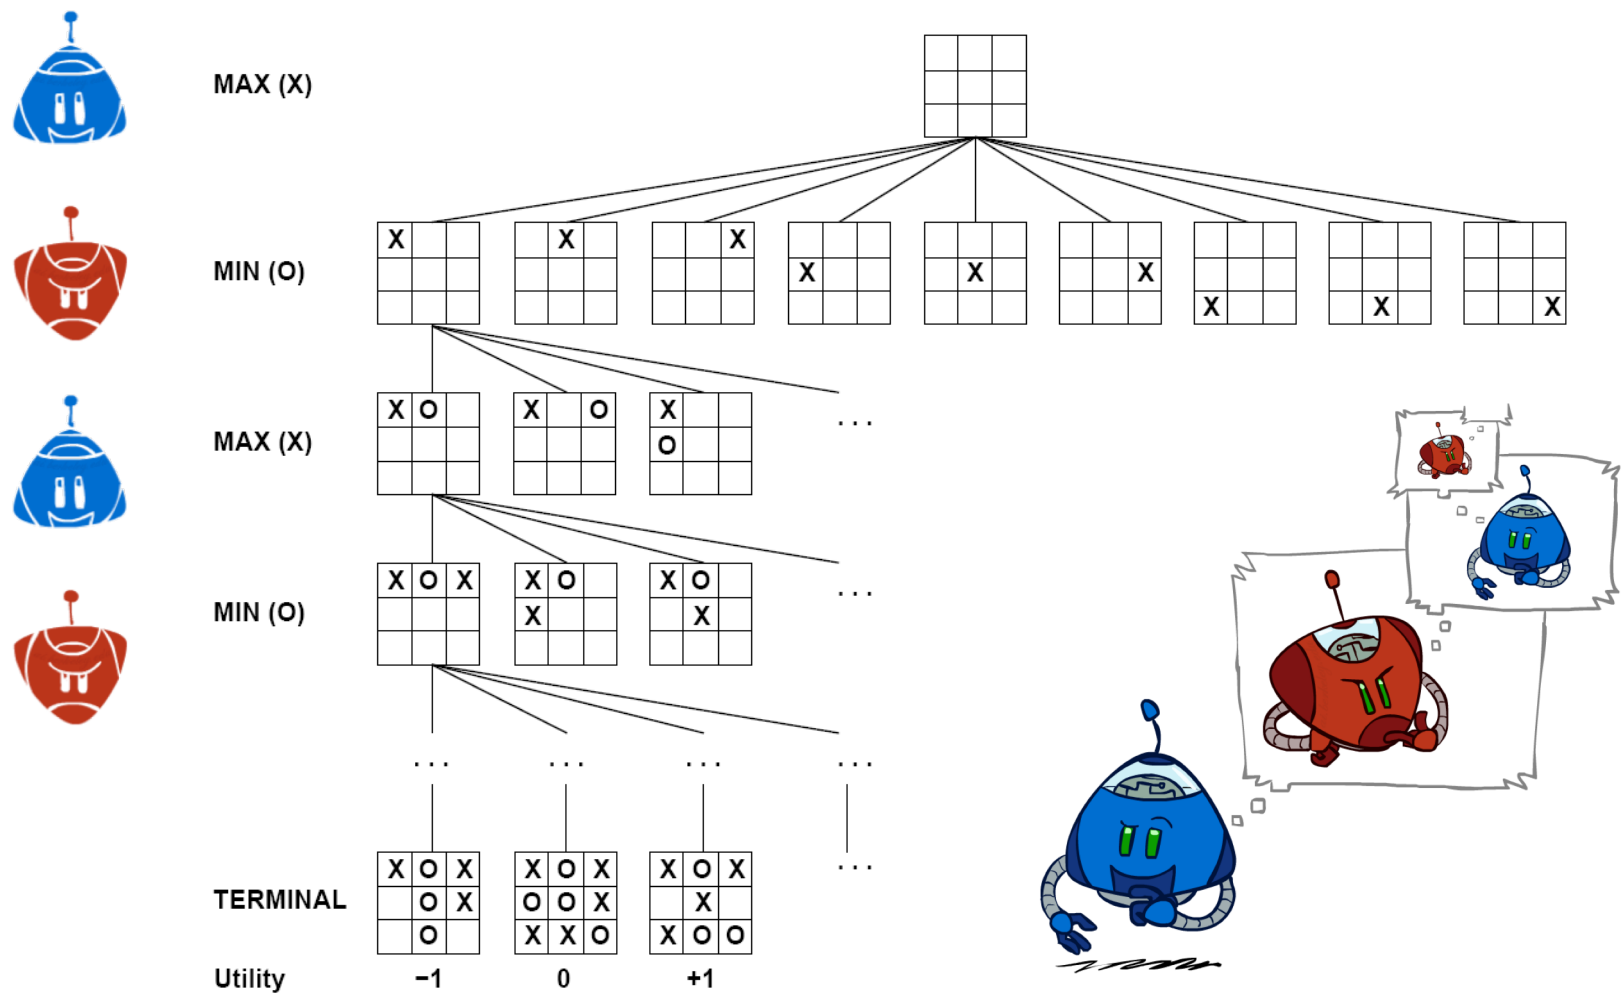 MAX (X)
MIN (O)
X
X
X
X
X
X
X
X
X
MAX (X)
X O
X O
X
O
. . .
MIN (O)
X O X
X O
X
X O
X
. . .
. . .
. . .
. . .
. . .
TERMINAL
X O X
O X
O
X O X
O O X
X X O
X O X
X
X O O
. . .
Utility
−1
0
+1